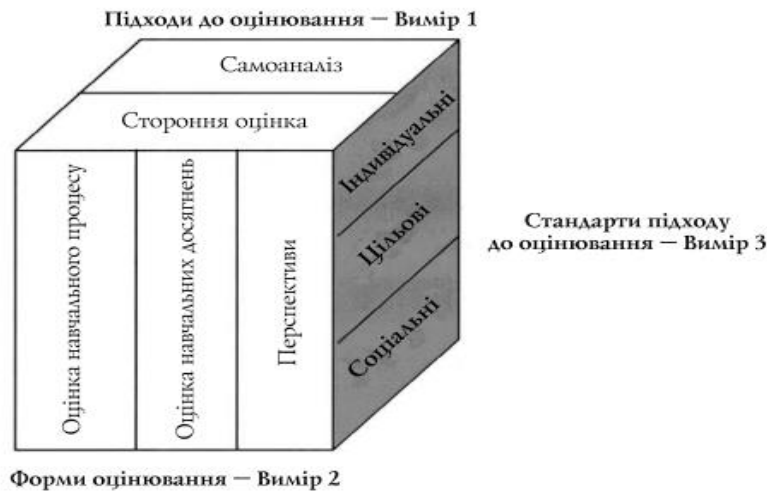 Підходи до оцінювання — Вимір 1
Самоаналіз
Стороння оцінка
Оцінка навчального процесу
Оцінка навчальних досягнень
Перспективи
Індивідуальні
Цільові
Соціальні
Стандарти підходу
до оцінювання — Вимір 3
Форми оцінювання — Вимір 2